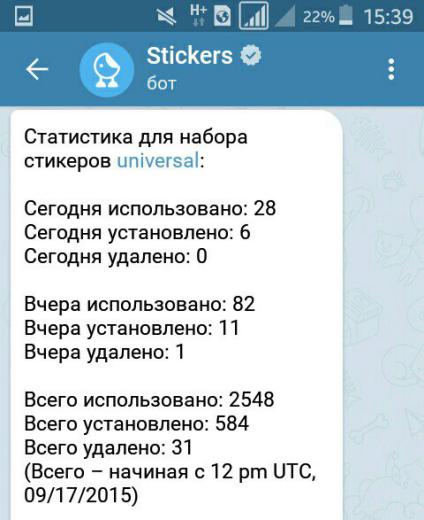 H+ 22% 15:39
Stickers
бот
Статистика для набора
стикеров universal:
Сегодня использовано: 28
Сегодня установлено: 6
Сегодня удалено: 0
Вчера использовано: 82
Вчера установлено: 11
Вчера удалено: 1
Всего использовано: 2548
Всего установлено: 584
Всего удалено: 31
(Всего – начиная с 12 pm UTC,
09/17/2015)